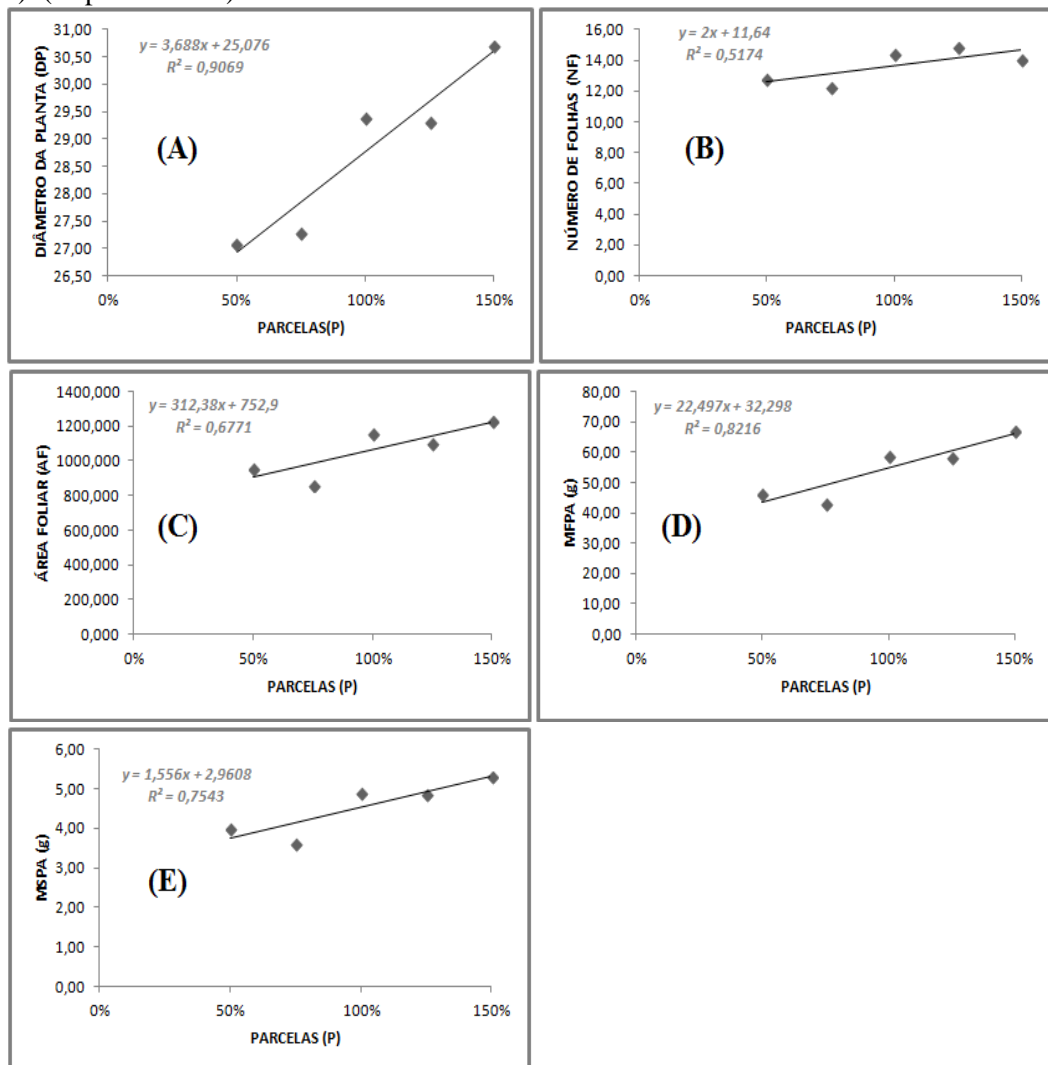 30,00
31,00
30,50
30,00
29,50
29,00
28,50
28,00
27,50
27,00
26,50
DIÂMETRO DA PLANTA (DP)
y = 3,688x + 25,076
R² = 0,9069
(A)
0% 50% 100% 150%
PARCELAS(P)
16,00
14,00
12,00
10,00
8,00
6,00
4,00
2,00
0,00
NÚMERO DE FOLHAS (NF)
y = 2x + 11,64
R² = 0,5174
(B)
0% 50% 100% 150%
PARCELAS (P)
1400,000
1200,000
1000,000
800,000
600,000
400,000
200,000
0,000
ÁREA FOLIAR (AF)
y = 312,38x + 752,9
R² = 0,6771
(C)
0% 50% 100% 150%
PARCELAS (P)
80,00
70,00
60,00
50,00
40,00
30,00
20,00
10,00
0,00
MFPA (g)
y = 22,497x + 32,298
R² = 0,8216
(D)
0% 50% 100% 150%
PARCELAS (P)
6,00
5,00
4,00
3,00
2,00
1,00
0,00
MSPA (g)
y = 1,556x + 2,9608
R² = 0,7543
(E)
0% 50% 100% 150%
PARCELAS (P)